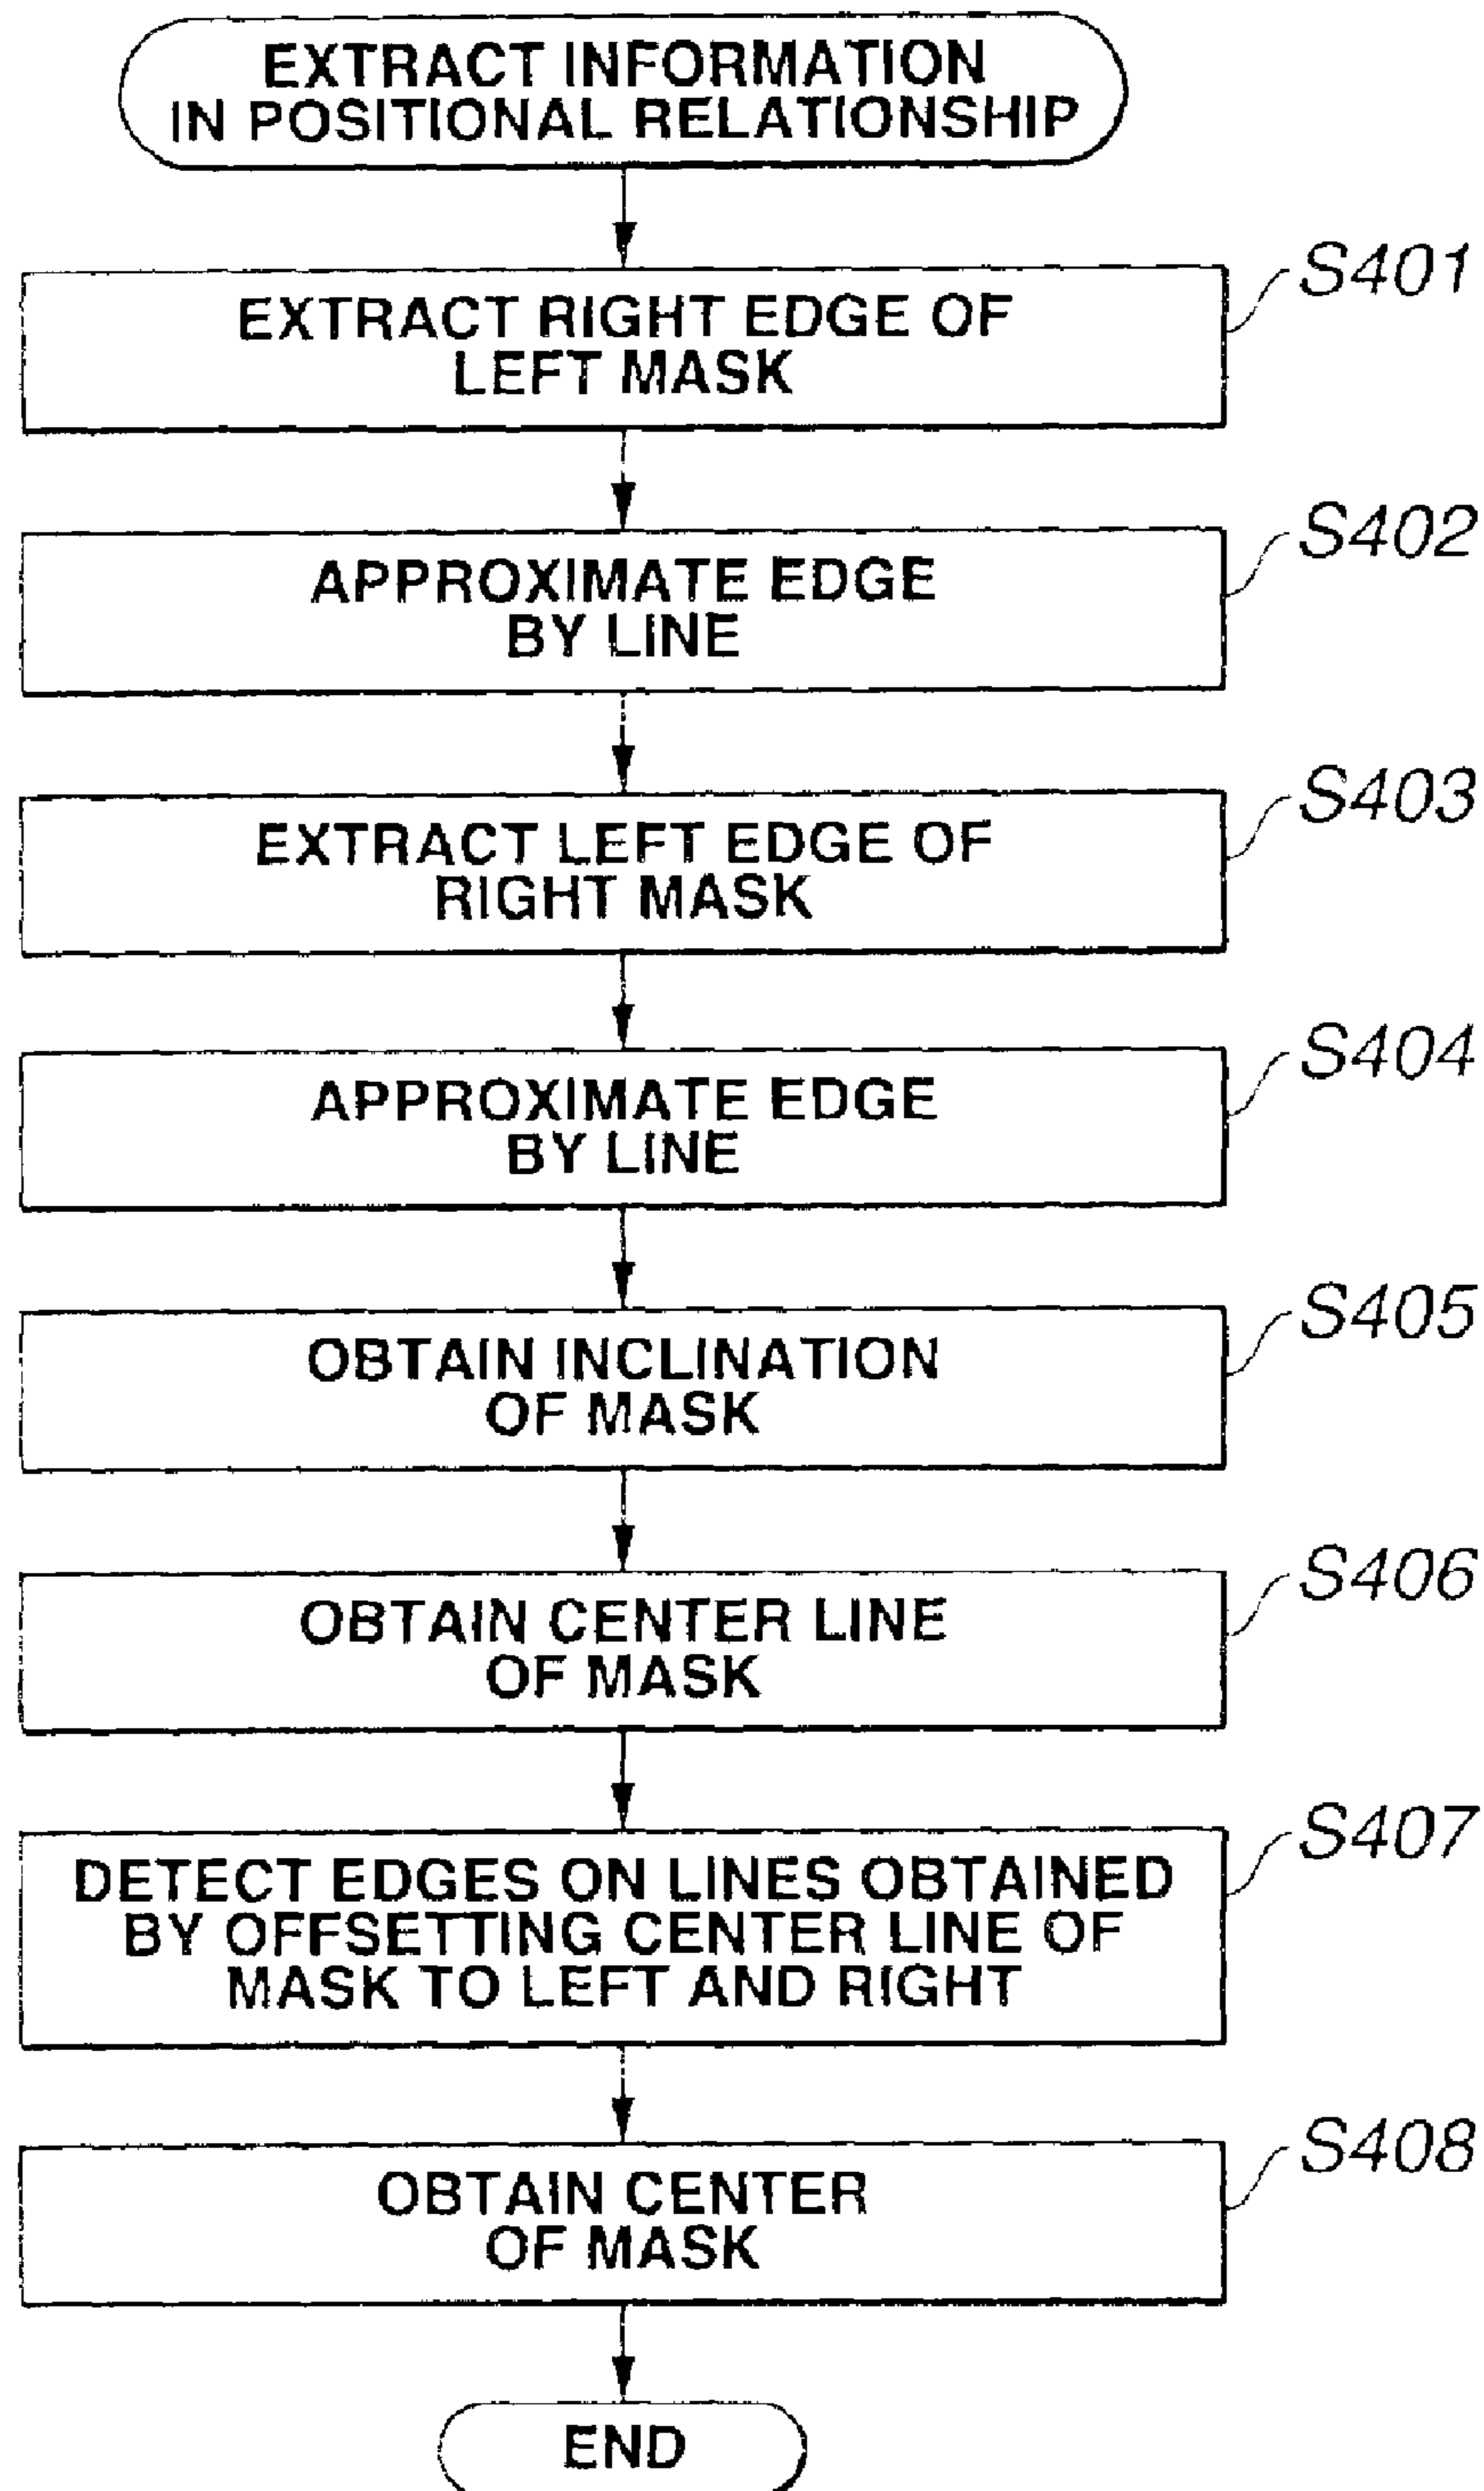 EXTRACT INFORMATION
IN POSITIONAL RELATIONSHIP
S401
EXTRACT RIGHT EDGE OF
LEFT MASK
S402
APPROXIMATE EDGE
BY LINE
S403
EXTRACT LEFT EDGE OF
RIGHT MASK
S404
APPROXIMATE EDGE
BY LINE
S405
OBTAIN INCLINATION
OF MASK
S406
OBTAIN CENTER LINE
OF MASK
S407
DETECT EDGES ON LINES OBTAINED
BY OFFSETTING CENTER LINE OF
MASK TO LEFT AND RIGHT
S408
OBTAIN CENTER
OF MASK
END